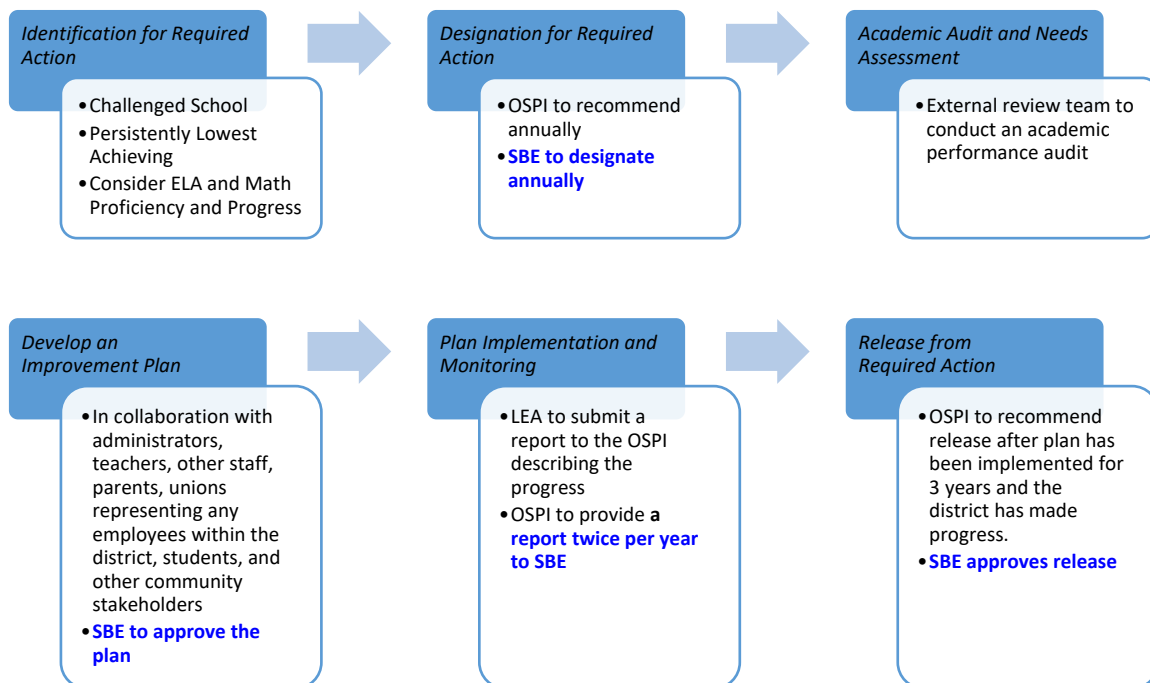 Identification for Required
Action
•Challenged School
•Persistently Lowest
Achieving
•Consider ELA and Math
Proficiency and Progress
Designation for Required
Action
•OSPI to recommend
annually
•SBE to designate
annually
Academic Audit and Needs
Assessment
•External review team to
conduct an academic
performance audit
Develop an
Improvement Plan
•In collaboration with
administrators,
teachers, other staff,
parents, unions
representing any
employees within the
district, students, and
other community
stakeholders
•SBE to approve the
plan
Plan Implementation and
Monitoring
•LEA to submit a
report to the OSPI
describing the
progress
•OSPI to provide a
report twice per year
to SBE
Release from
Required Action
•OSPI to recommend
release after plan has
been implemented for
3 years and the
district has made
progress.
•SBE approves release